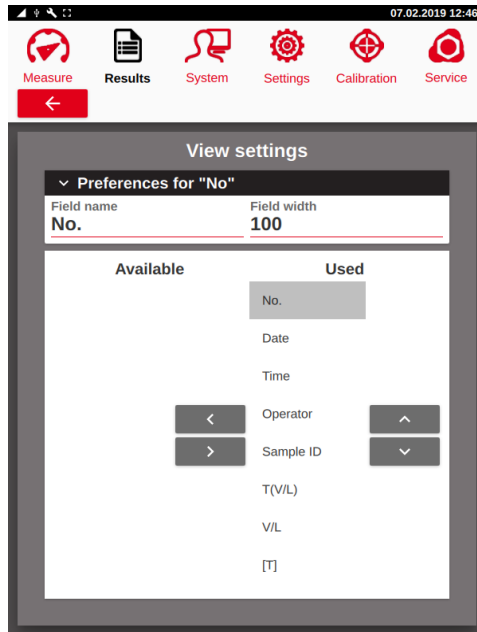 07.02.2019 12:46
Measure Results System Settings Calibration Service
View settings
Preferences for "No"
Field name Field width
No. 100
Available Used
No.
Date
Time
Operator
Sample ID
T(V/L)
V/L
[T]